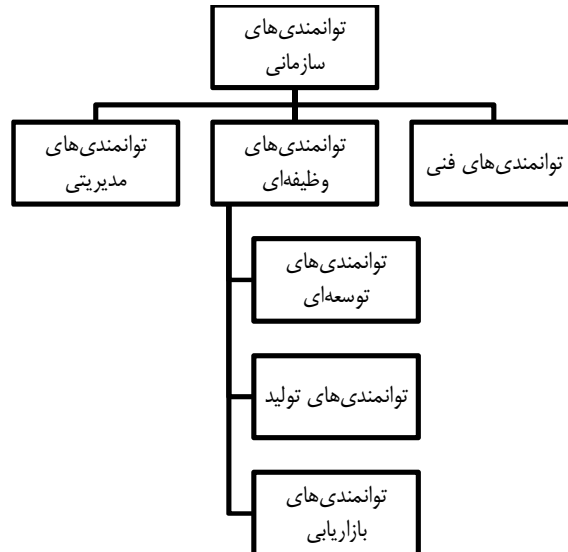 توانمندی‌های
سازمانی
توانمندی‌های فنی
توانمندی‌های
وظیفه‌ای
توانمندی‌های
مدیریتی
توانمندی‌های
توسعه‌ای
توانمندی‌های تولید
توانمندی‌های
بازاریابی